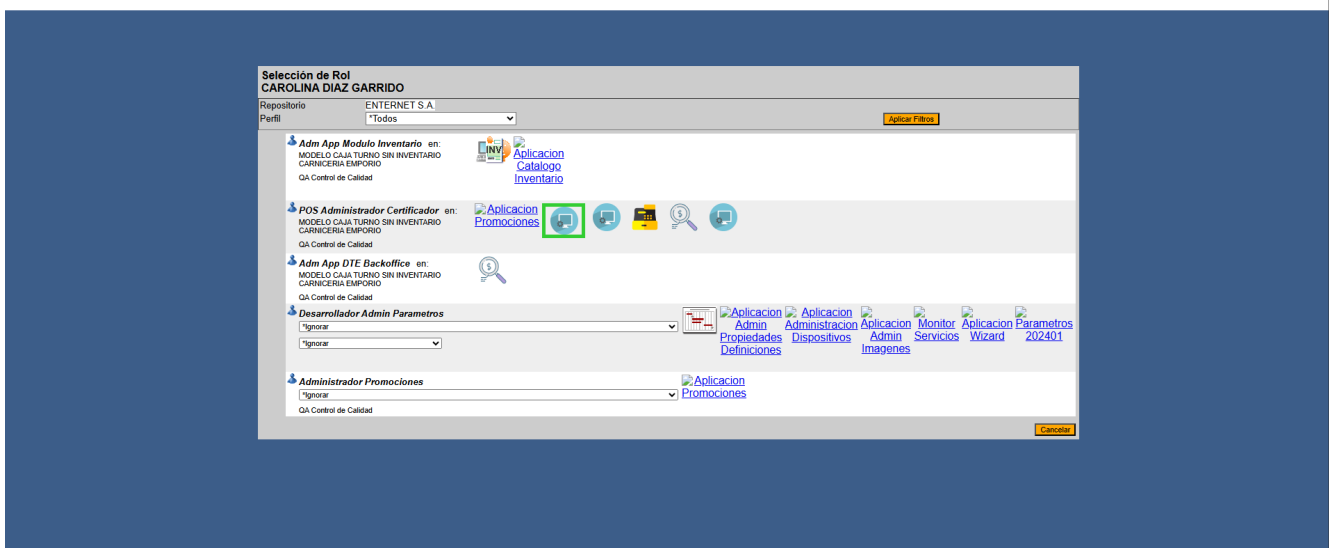 Selección de Rol
CAROLINA DIAZ GARRIDO
Repositorio ENTERNET S.A.
Perfil *Todos Aplicar Filtros
Adm App Modulo Inventario en:
MODELO CAJA TURNO SIN INVENTARIO
CARNICERIA EMPORIO
QA Control de Calidad
INV
Aplicacion
Catalogo
Inventario
POS Administrador Certificador en:
MODELO CAJA TURNO SIN INVENTARIO
CARNICERIA EMPORIO
QA Control de Calidad
Aplicacion
Promociones
Adm App DTE Backoffice en:
MODELO CAJA TURNO SIN INVENTARIO
CARNICERIA EMPORIO
QA Control de Calidad
Desarrollador Admin Parametros
*Ignorar
*Ignorar
Aplicacion
Admin
Propiedades
Definiciones
Aplicacion
Administracion
Dispositivos
Aplicacion
Admin
Imagenes
Monitor
Servicios
Aplicacion
Wizard
Parametros
202401
Administrador Promociones
*Ignorar
QA Control de Calidad
Aplicacion
Promociones
Cancelar